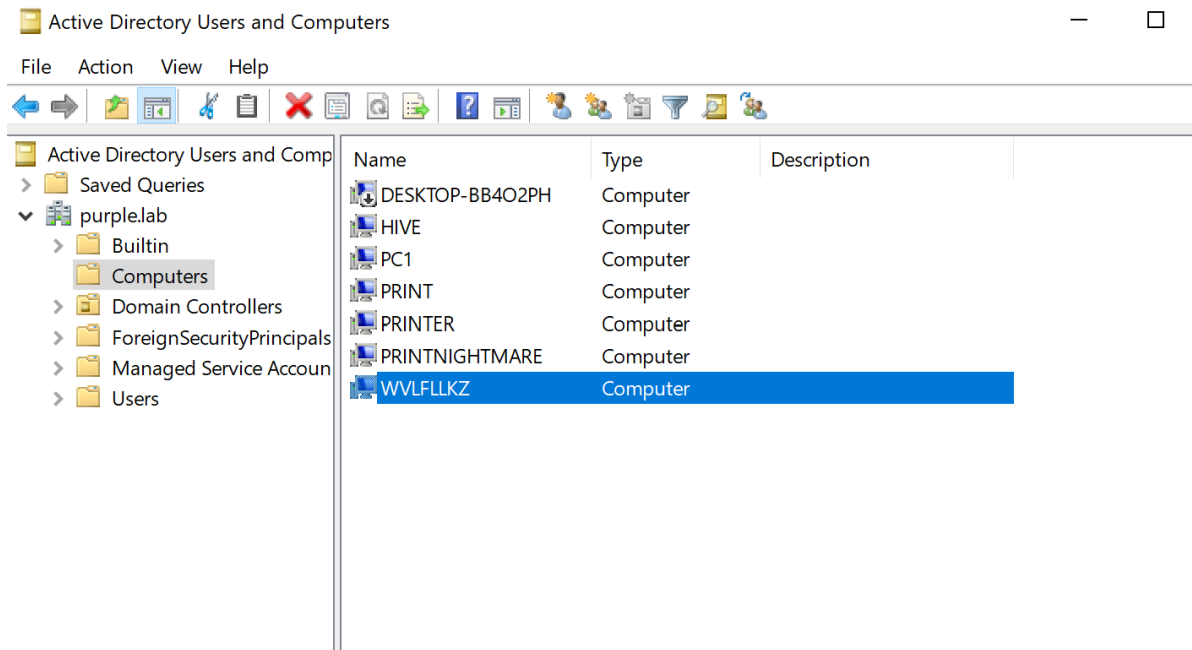 Active Directory Users and Computers
File Action View Help
Active Directory Users and Comp
Saved Queries
purple.lab
Builtin
Computers
Domain Controllers
ForeignSecurityPrincipals
Managed Service Accoun
Users
Name Type Description
DESKTOP-BB4O2PH Computer
HIVE Computer
PC1 Computer
PRINT Computer
PRINTER Computer
PRINTNIGHTMARE Computer
WVLFLLKZ Computer